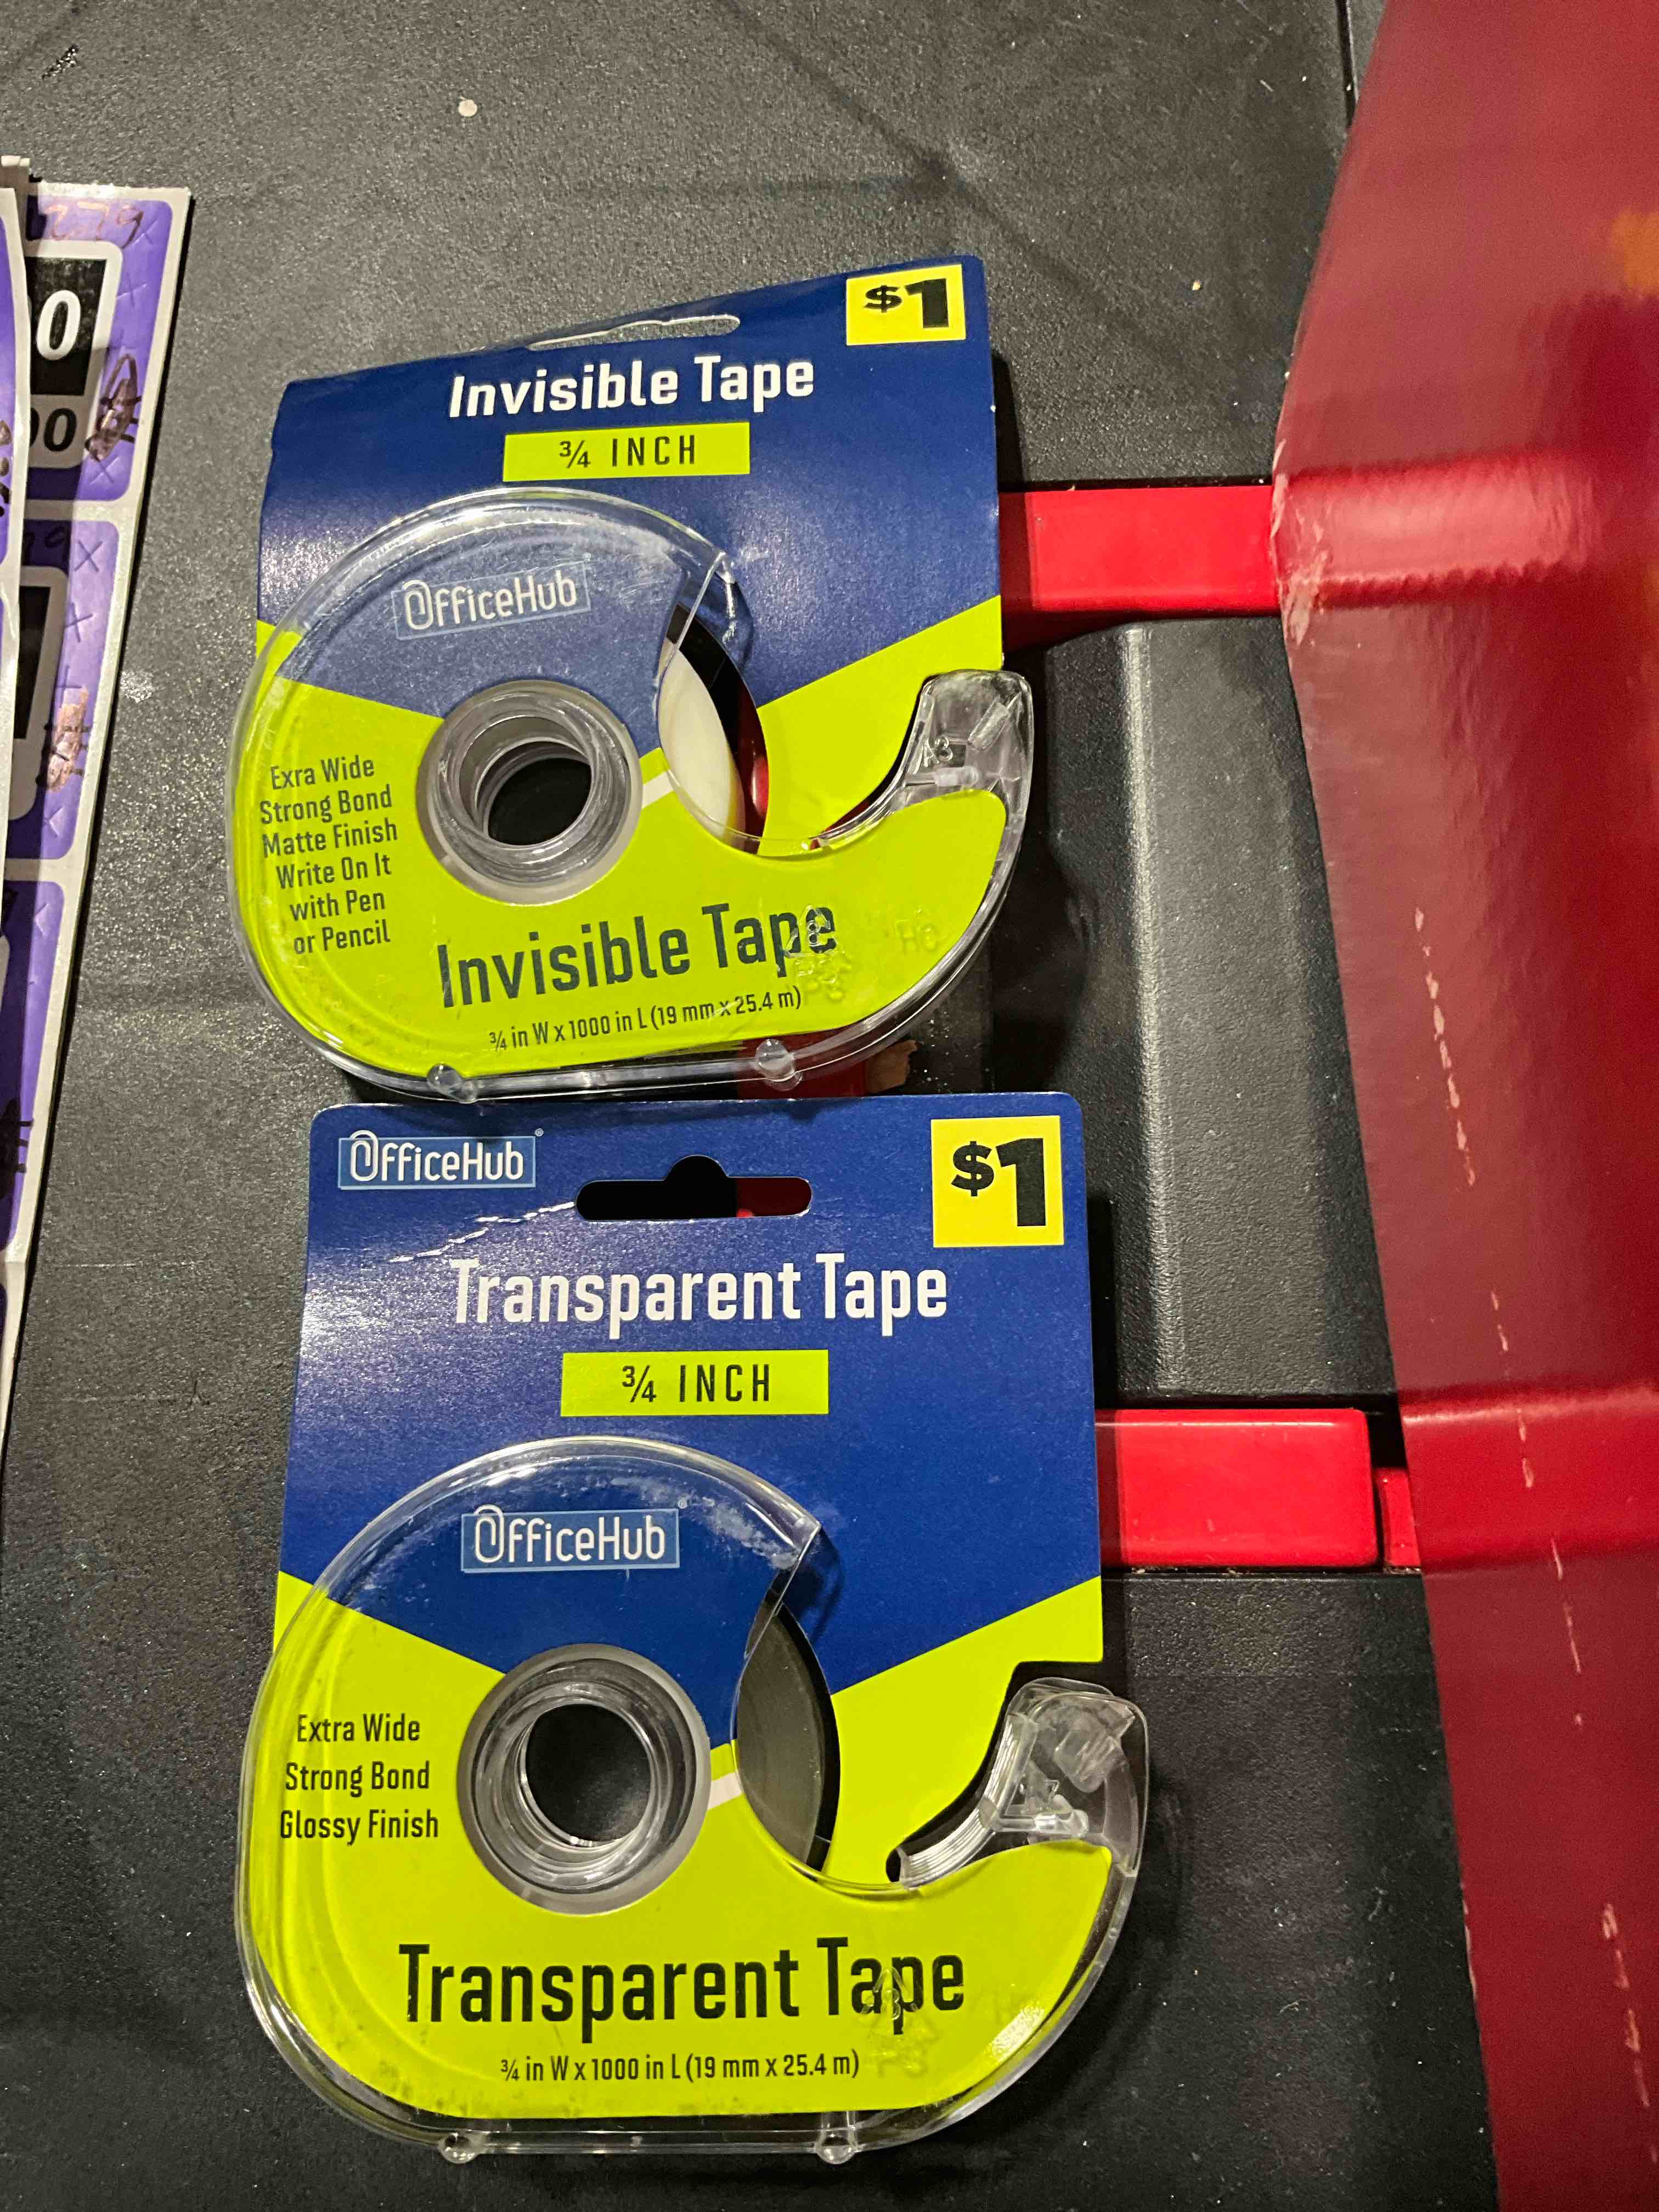 $1
Invisible Tape
¾ INCH
OfficeHub
Exra Wide
Strong Bond
Matte Finish
Write On It
with Pen
or Pencil
Invisible Tape
¾ in W x 1000 in L (19 mm x 25.4 m)
OfficeHub®
$1
Transparent Tape
¾ INCH
OfficeHub®
Extra Wide
Strong Bond
Glossy Finish
Transparent Tape
¾ in W x 1000 in L (19 mm x 25.4 m)